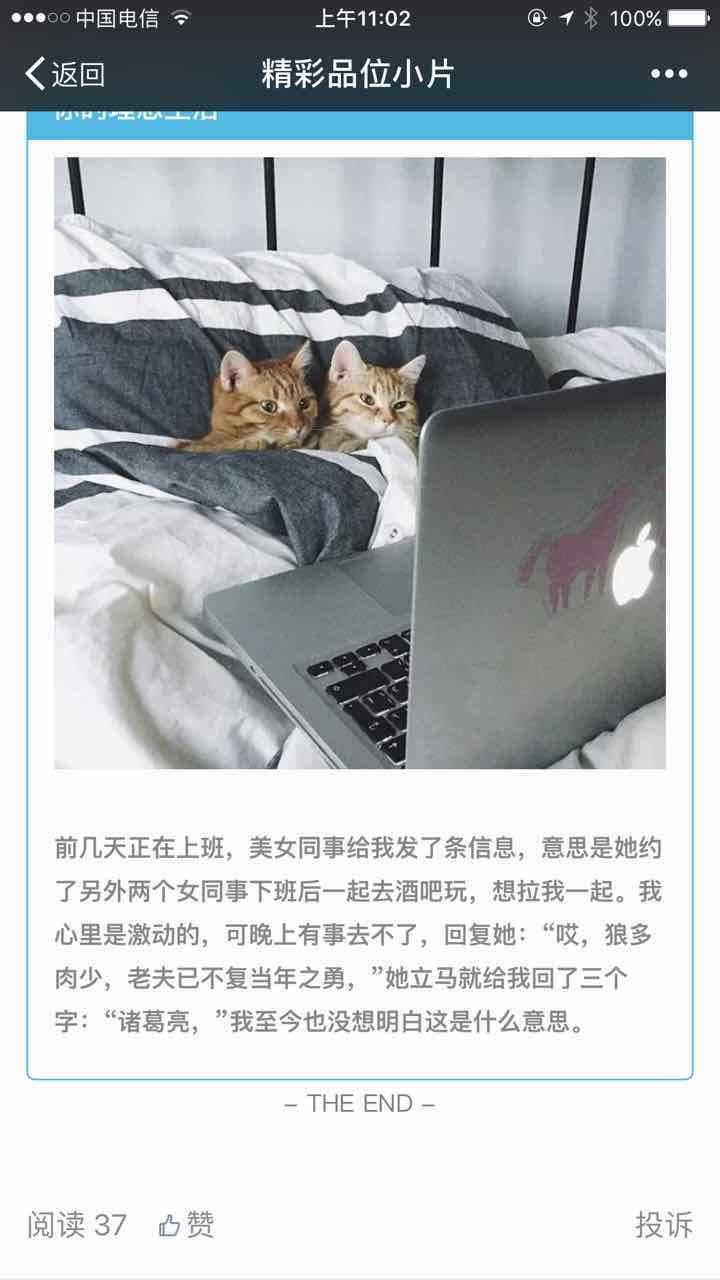 中国电信 上午11:02 100%
返回 精彩品位小片
你的理想生活
前几天正在上班，美女同事给我发了条信息，意思是她约
了另外两个女同事下班后一起去酒吧玩，想拉我一起。我
心里是激动的，可晚上有事去不了，回复她：“哎，狼多
肉少，老夫已不复当年之勇，”她立马就给我回了三个
字：“诸葛亮，”我至今也没想明白这是什么意思。
– THE END –
阅读 37 赞 投诉